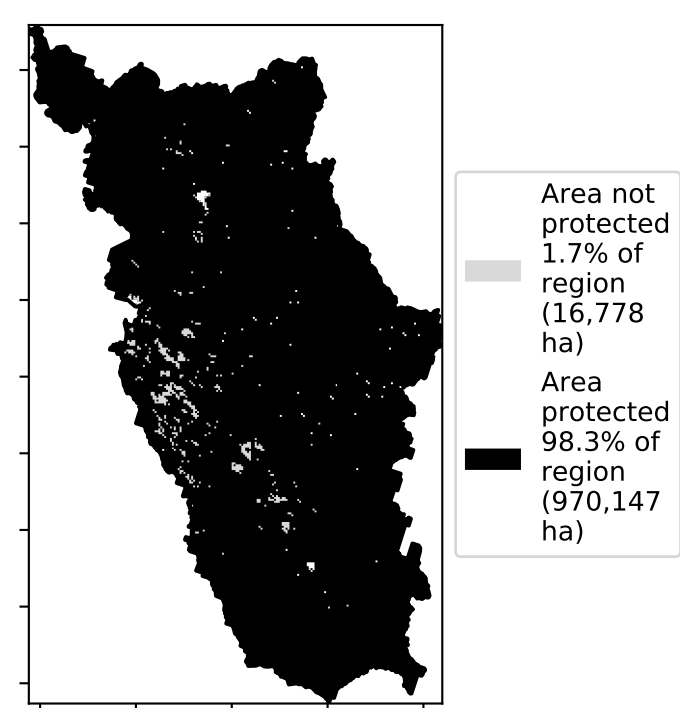 Area not
protected
1.7% of
region
(16,778
ha)
Area
protected
98.3% of
region
(970,147
ha)